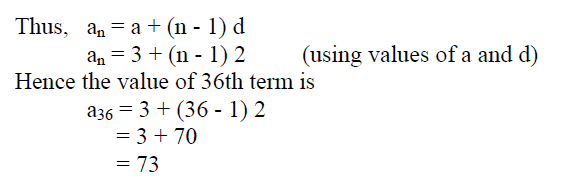 Thus, aₙ = a + (n - 1) d
aₙ = 3 + (n - 1) 2 (using values of a and d)
Hence the value of 36th term is
a₃₆ = 3 + (36 - 1) 2
= 3 + 70
= 73